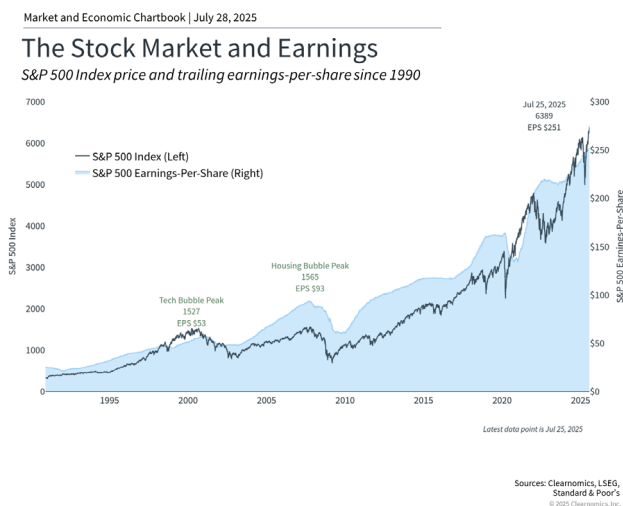 Market and Economic Chartbook | July 28, 2025
The Stock Market and Earnings
S&P 500 Index price and trailing earnings-per-share since 1990
7000
6000
5000
4000
3000
2000
1000
0
S&P 500 Index
S&P 500 Index (Left)
S&P 500 Earnings-Per-Share (Right)
Tech Bubble Peak
1527
EPS $53
Housing Bubble Peak
1565
EPS $93
Jul 25, 2025
6389
EPS $251
$300
$250
$200
$150
$100
$50
$0
S&P 500 Earnings-Per-Share
1995 2000 2005 2010 2015 2020 2025
Latest data point is Jul 25, 2025
Sources: Clearnomics, LSEG,
Standard & Poor's
© 2025 Clearnomics, Inc.